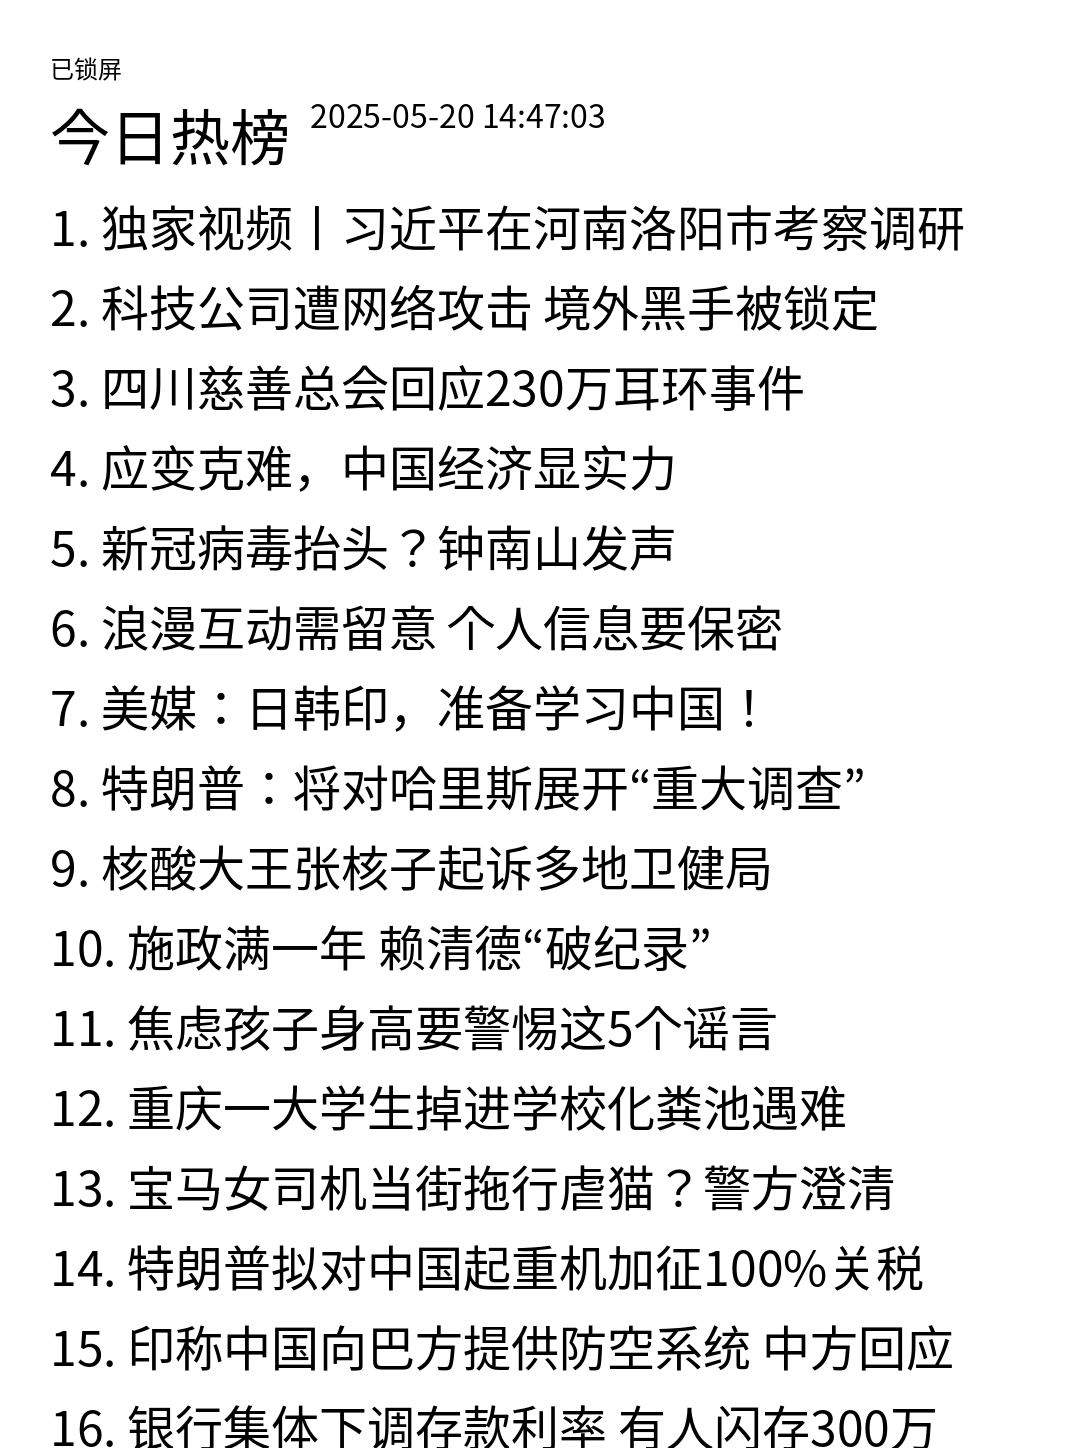 已锁屏
今日热榜 2025-05-20 14:47:03
1. 独家视频丨习近平在河南洛阳市考察调研
2. 科技公司遭网络攻击 境外黑手被锁定
3. 四川慈善总会回应230万耳环事件
4. 应变克难，中国经济显实力
5. 新冠病毒抬头？钟南山发声
6. 浪漫互动需留意 个人信息要保密
7. 美媒：日韩印，准备学习中国！
8. 特朗普：将对哈里斯展开“重大调查”
9. 核酸大王张核子起诉多地卫健局
10. 施政满一年 赖清德“破纪录”
11. 焦虑孩子身高要警惕这5个谣言
12. 重庆一大学生掉进学校化粪池遇难
13. 宝马女司机当街拖行虐猫？警方澄清
14. 特朗普拟对中国起重机加征100%关税
15. 印称中国向巴方提供防空系统 中方回应
16. 银行集体下调存款利率 有人闪存300万